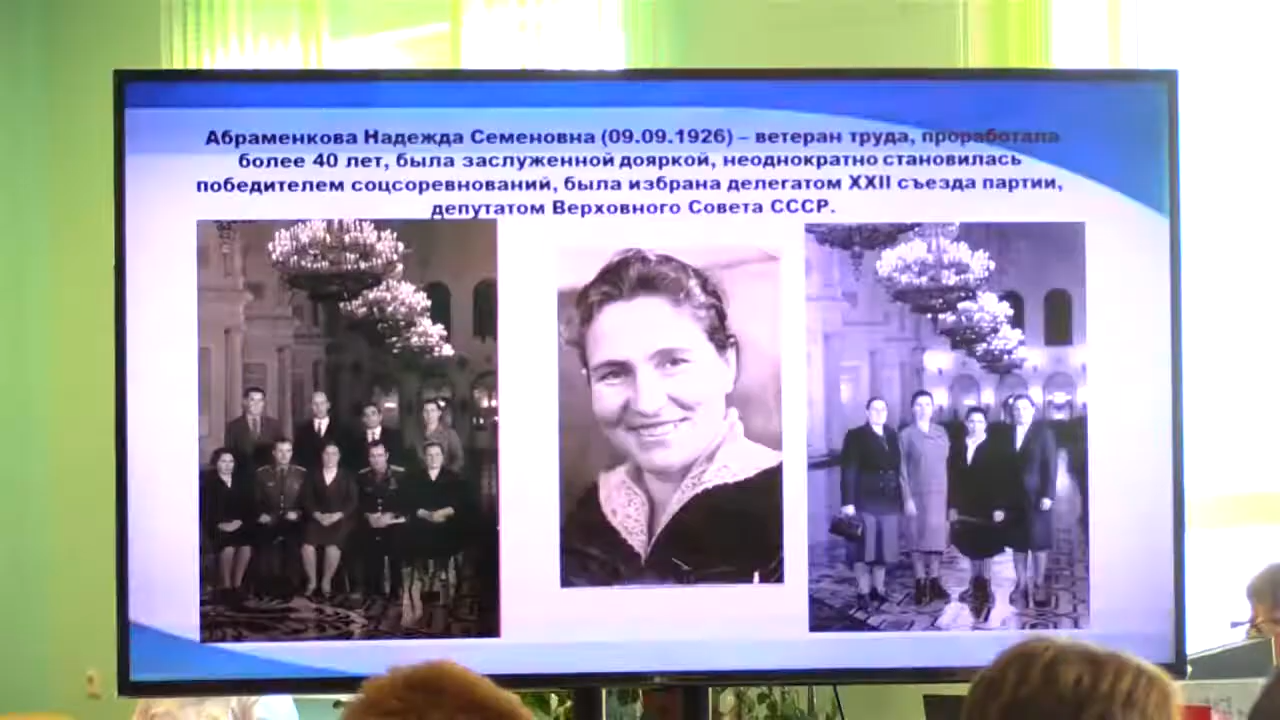 Абраменкова Надежда Семеновна (09.09.1926) – ветеран труда, проработала
более 40 лет, была заслуженной дояркой, неоднократно становилась
победителем соцсоревнований, была избрана делегатом XXII съезда партии,
депутатом Верховного Совета СССР.